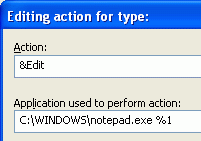 Editing action for type:
Action:
&Edit
Application used to perform action:
C:\WINDOWS\notepad.exe %1